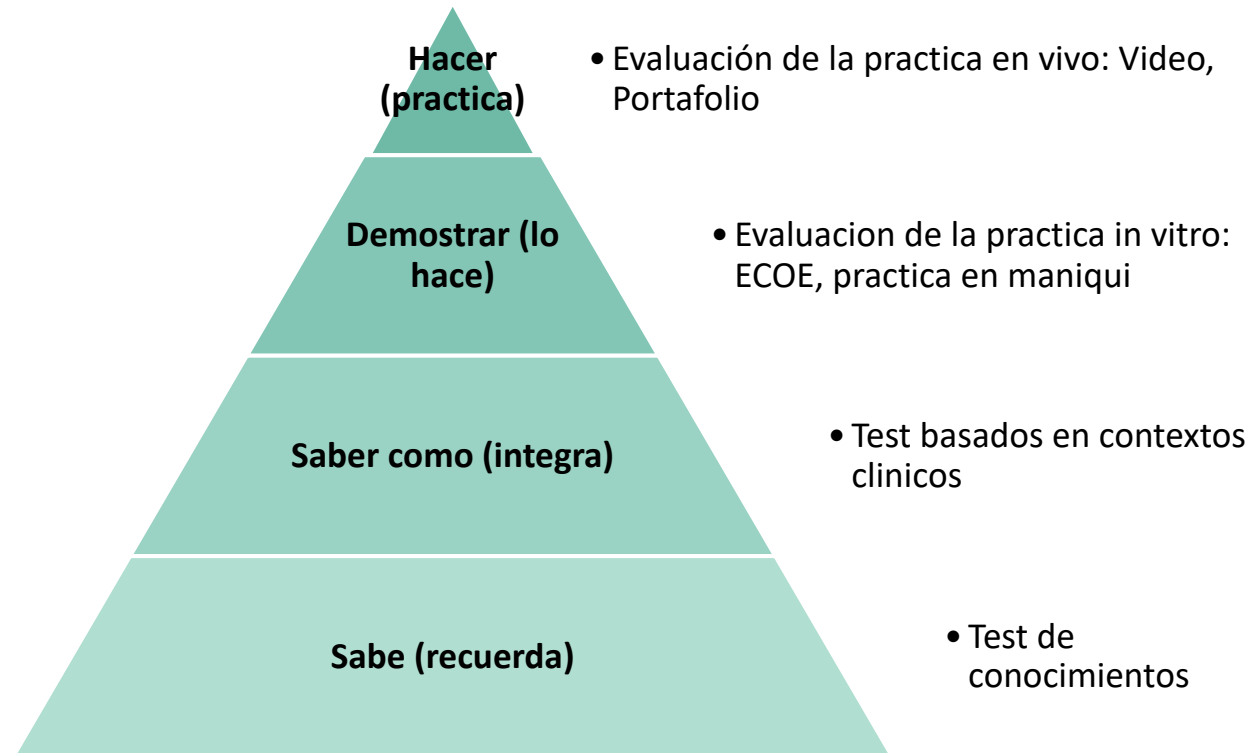 Hacer
(practica)
• Evaluación de la practica en vivo: Video,
Portafolio
Demostrar (lo
hace)
• Evaluacion de la practica in vitro:
ECOE, practica en maniqui
Saber como (integra)
• Test basados en contextos
clinicos
Sabe (recuerda)
• Test de
conocimientos